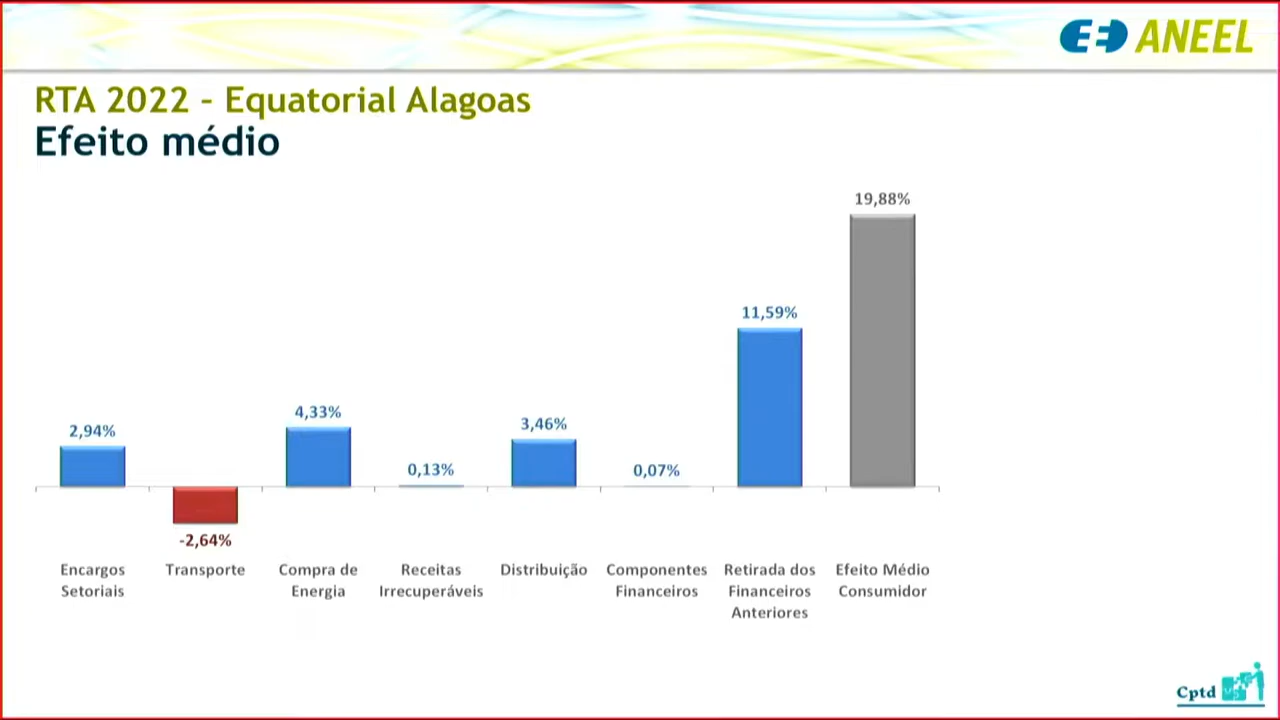 ANEEL
RTA 2022 – Equatorial Alagoas
Efeito médio
19,88%
11,59%
4,33%
3,46%
2,94%
0,13%
0,07%
-2,64%
Encargos
Setoriais
Transporte
Compra de
Energia
Receitas
Irrecuperáveis
Distribuição
Componentes
Financeiros
Retirada dos
Financeiros
Anteriores
Efeito Médio
Consumidor
Cptd